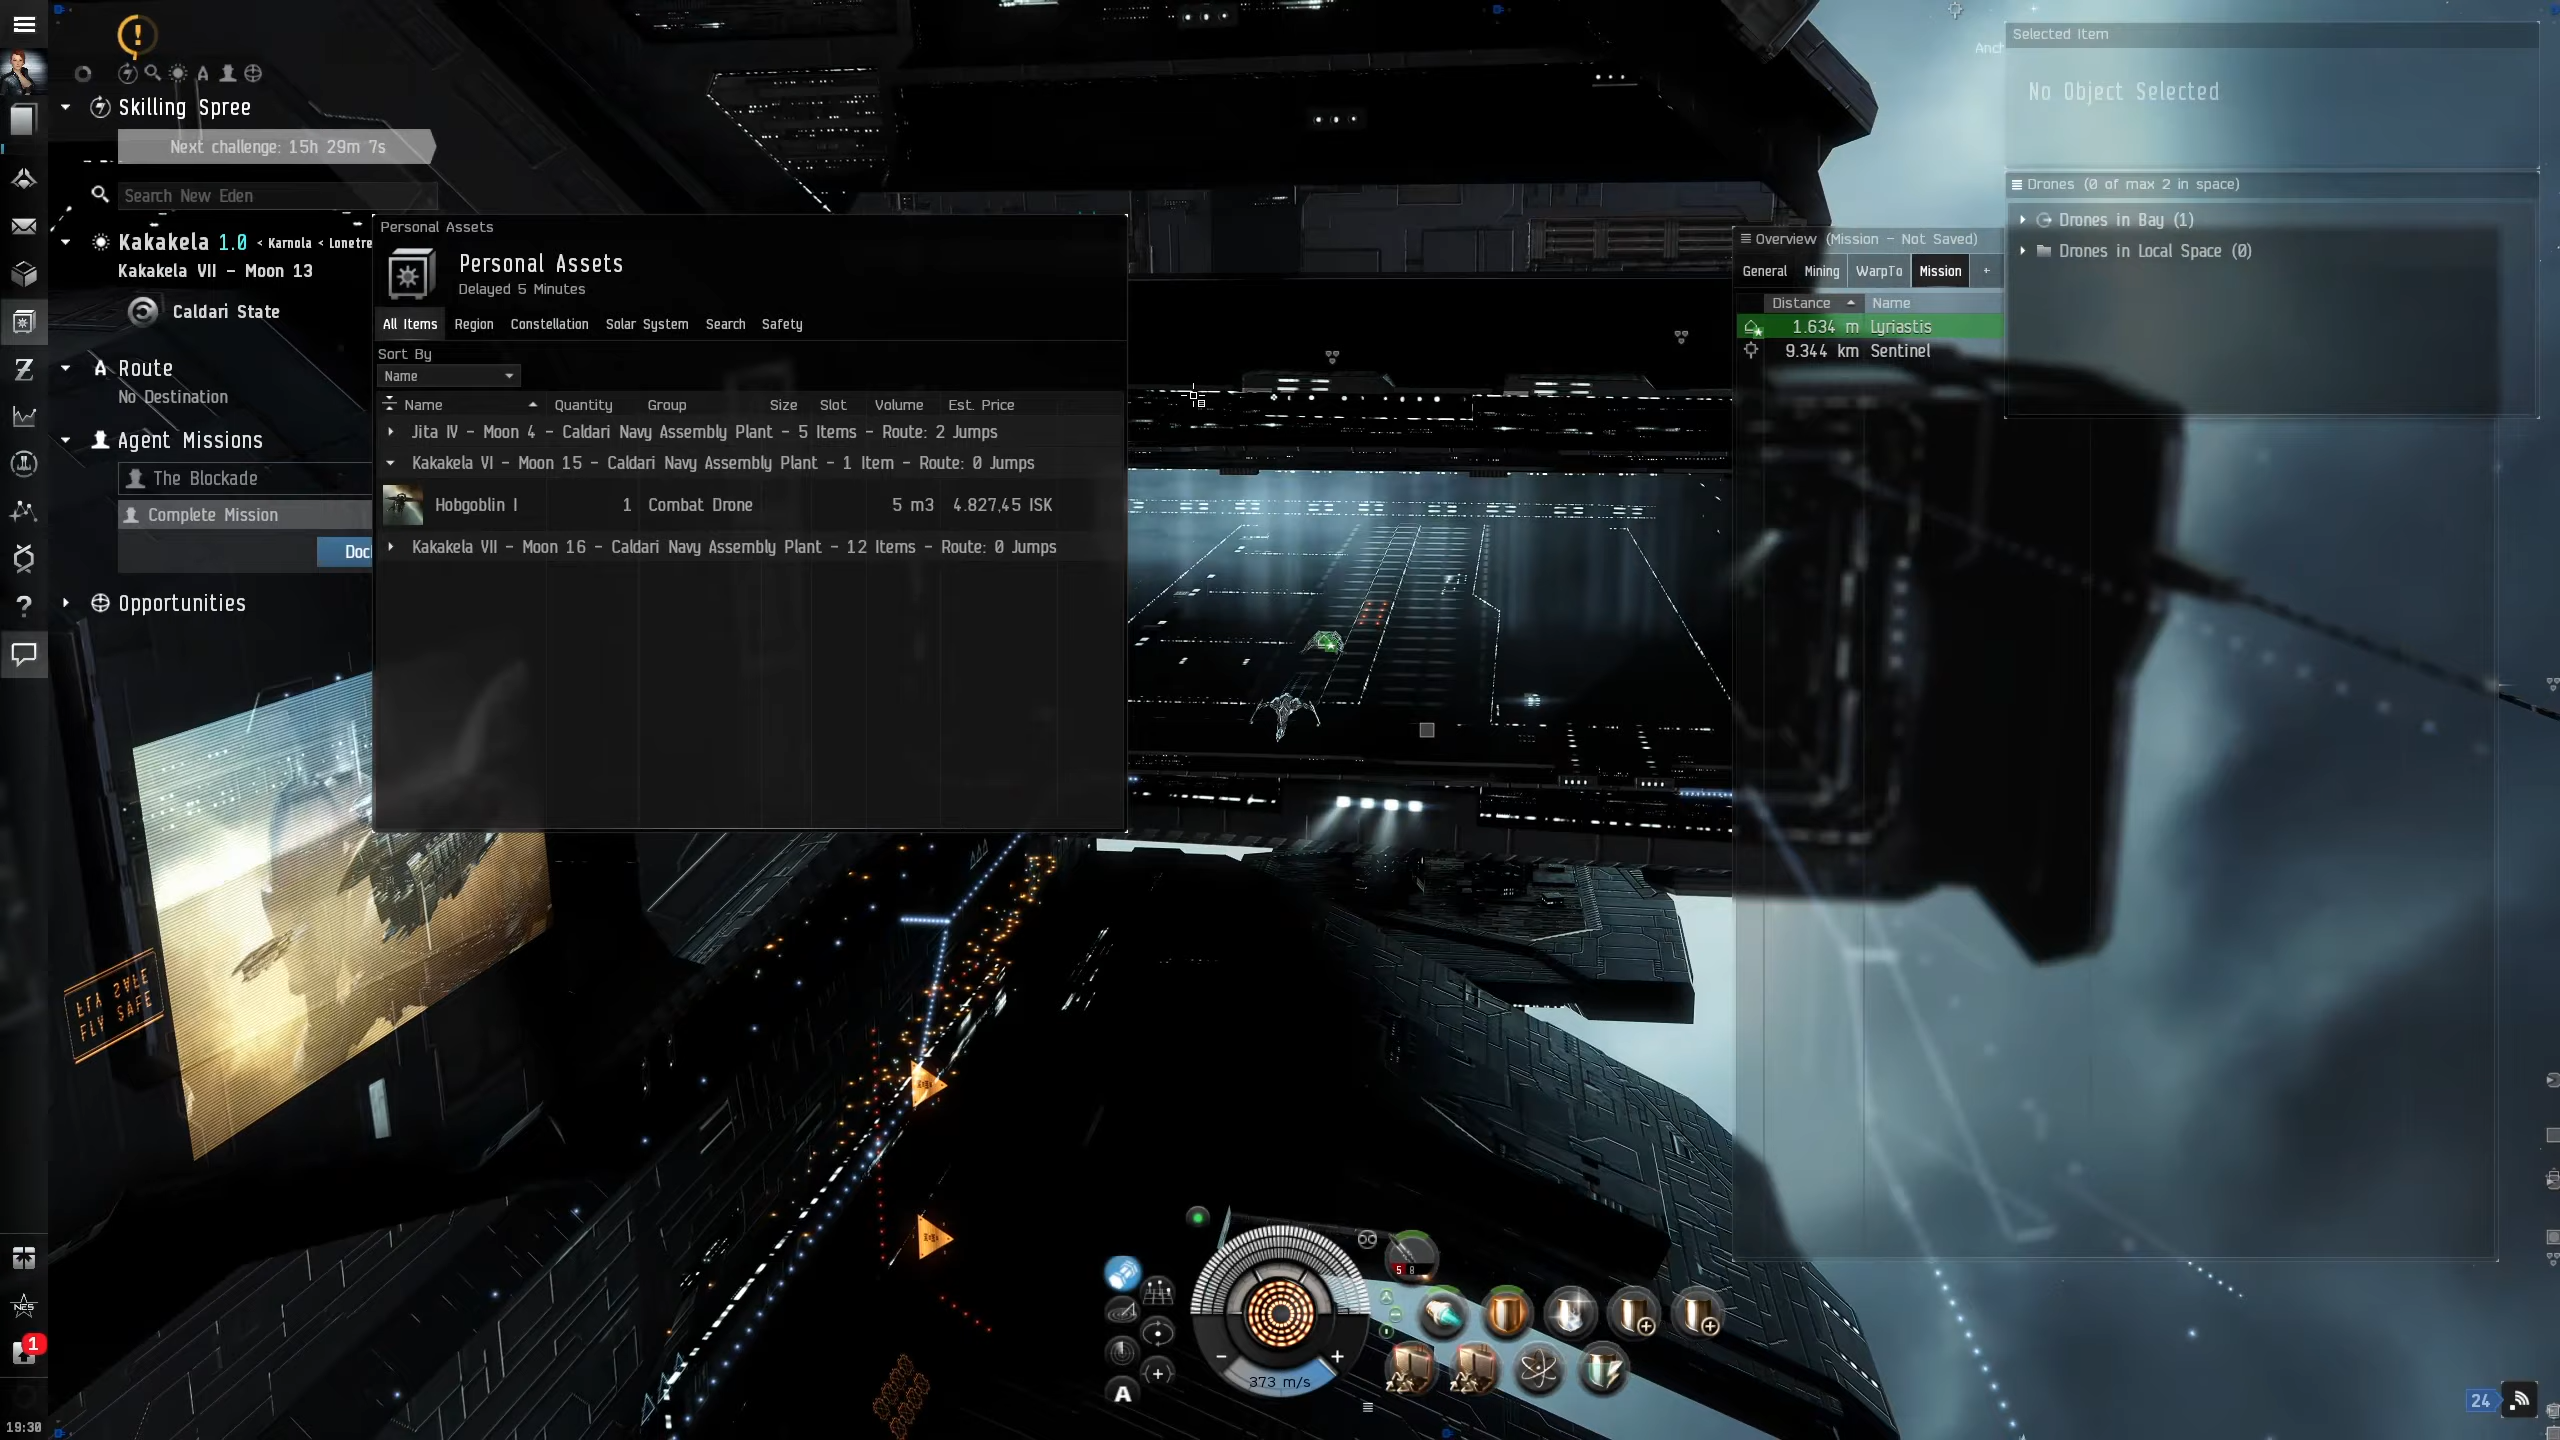 Skilling Spree
Next challenge: 15h 29m 7s
Search New Eden
Kakakela 1.0 < Karnola < Lonetre
Kakakela VII - Moon 13
Caldari State
Route
No Destination
Agent Missions
The Blockade
Complete Mission
Doc
Opportunities
Personal Assets
Personal Assets
Delayed 5 Minutes
All Items Region Constellation Solar System Search Safety
Sort By
Name
Name Quantity Group Size Slot Volume Est. Price
Jita IV - Moon 4 - Caldari Navy Assembly Plant - 5 Items - Route: 2 Jumps
Kakakela VI - Moon 15 - Caldari Navy Assembly Plant - 1 Item - Route: 0 Jumps
Hobgoblin I 1 Combat Drone 5 m3 4.827,45 ISK
Kakakela VII - Moon 16 - Caldari Navy Assembly Plant - 12 Items - Route: 0 Jumps
Anch
Selected Item
No Object Selected
Drones (0 of max 2 in space)
Drones in Bay (1)
Drones in Local Space (0)
Overview (Mission - Not Saved)
General Mining WarpTo Mission +
Distance Name
1.634 m Lyriastis
9.344 km Sentinel
FLY SAFE
FLY SAFE
5 8
373 m/s
A
NES
1
19:30
24